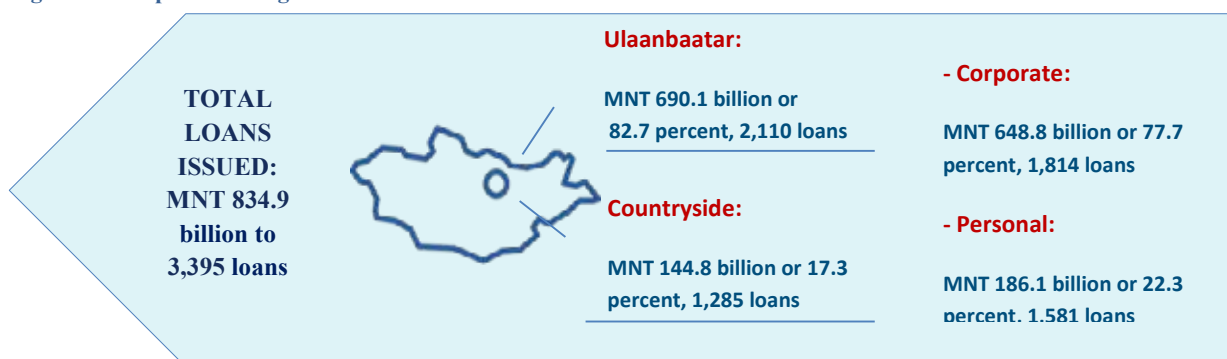 TOTAL
LOANS
ISSUED:
MNT 834.9
billion to
3,395 loans
Ulaanbaatar:
MNT 690.1 billion or
82.7 percent, 2,110 loans
Countryside:
MNT 144.8 billion or 17.3
percent, 1,285 loans
- Corporate:
MNT 648.8 billion or 77.7
percent, 1,814 loans
- Personal:
MNT 186.1 billion or 22.3
percent, 1,581 loans